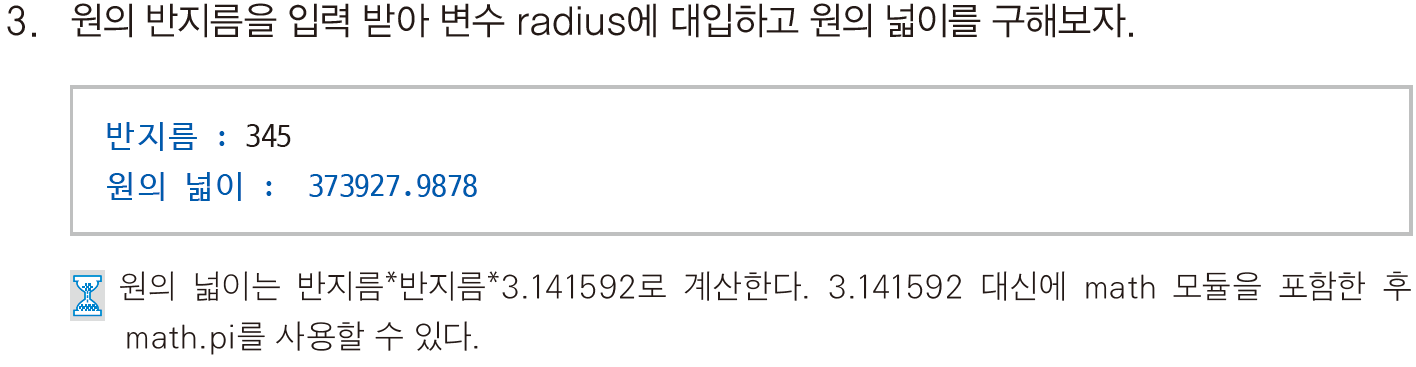 3. 원의 반지름을 입력 받아 변수 radius에 대입하고 원의 넓이를 구해보자.
반지름 : 345
원의 넓이 : 373927.9878
원의 넓이는 반지름*반지름*3.141592로 계산한다. 3.141592 대신에 math 모듈을 포함한 후
math.pi를 사용할 수 있다.